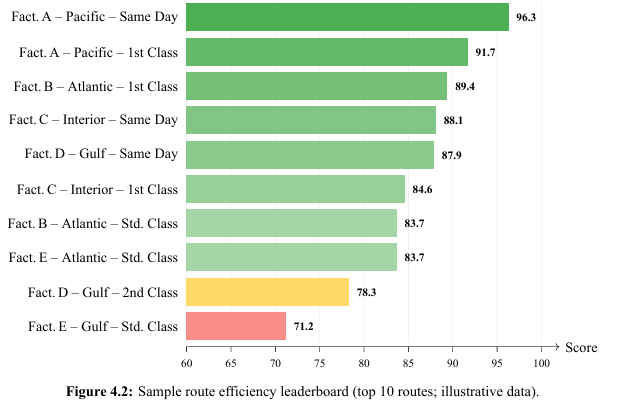 Fact. A – Pacific – Same Day 96.3
Fact. A – Pacific – 1st Class 91.7
Fact. B – Atlantic – 1st Class 89.4
Fact. C – Interior – Same Day 88.1
Fact. D – Gulf – Same Day 87.9
Fact. C – Interior – 1st Class 84.6
Fact. B – Atlantic – Std. Class 83.7
Fact. E – Atlantic – Std. Class 83.7
Fact. D – Gulf – 2nd Class 78.3
Fact. E – Gulf – Std. Class 71.2
Score
60 65 70 75 80 85 90 95 100
Figure 4.2: Sample route efficiency leaderboard (top 10 routes; illustrative data).